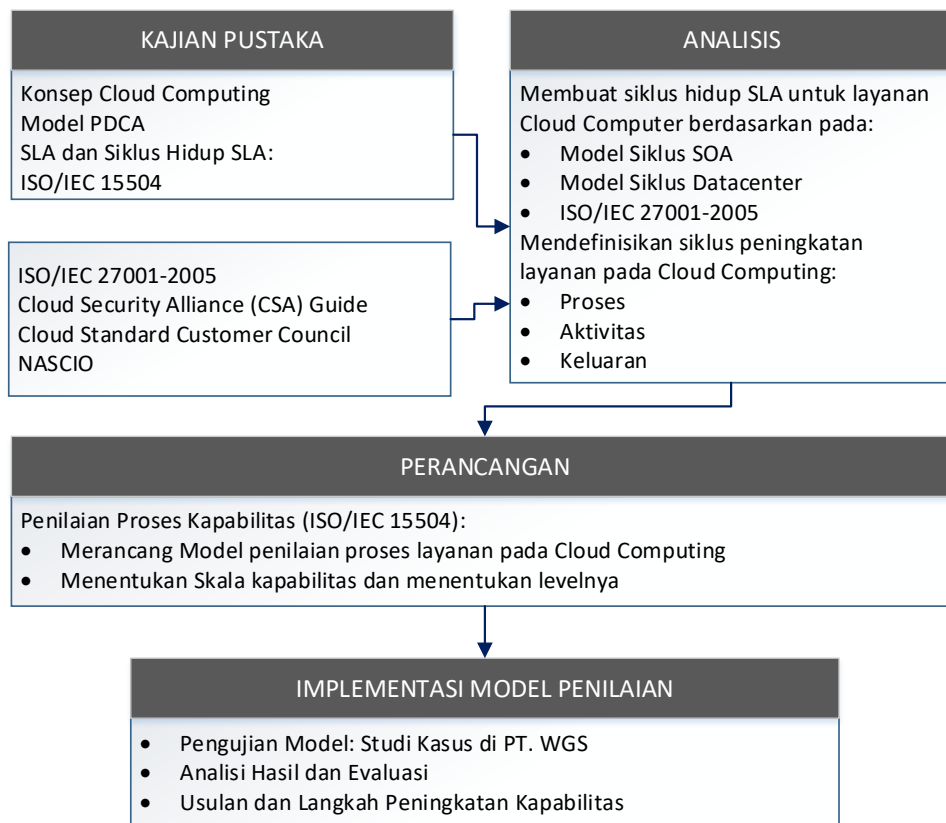 KAJIAN PUSTAKA
Konsep Cloud Computing
Model PDCA
SLA dan Siklus Hidup SLA:
ISO/IEC 15504
ISO/IEC 27001-2005
Cloud Security Alliance (CSA) Guide
Cloud Standard Customer Council
NASCIO
ANALISIS
Membuat siklus hidup SLA untuk layanan
Cloud Computer berdasarkan pada:
• Model Siklus SOA
• Model Siklus Datacenter
• ISO/IEC 27001-2005
Mendefinisikan siklus peningkatan
layanan pada Cloud Computing:
• Proses
• Aktivitas
• Keluaran
PERANCANGAN
Penilaian Proses Kapabilitas (ISO/IEC 15504):
• Merancang Model penilaian proses layanan pada Cloud Computing
• Menentukan Skala kapabilitas dan menentukan levelnya
IMPLEMENTASI MODEL PENILAIAN
• Pengujian Model: Studi Kasus di PT. WGS
• Analisi Hasil dan Evaluasi
• Usulan dan Langkah Peningkatan Kapabilitas